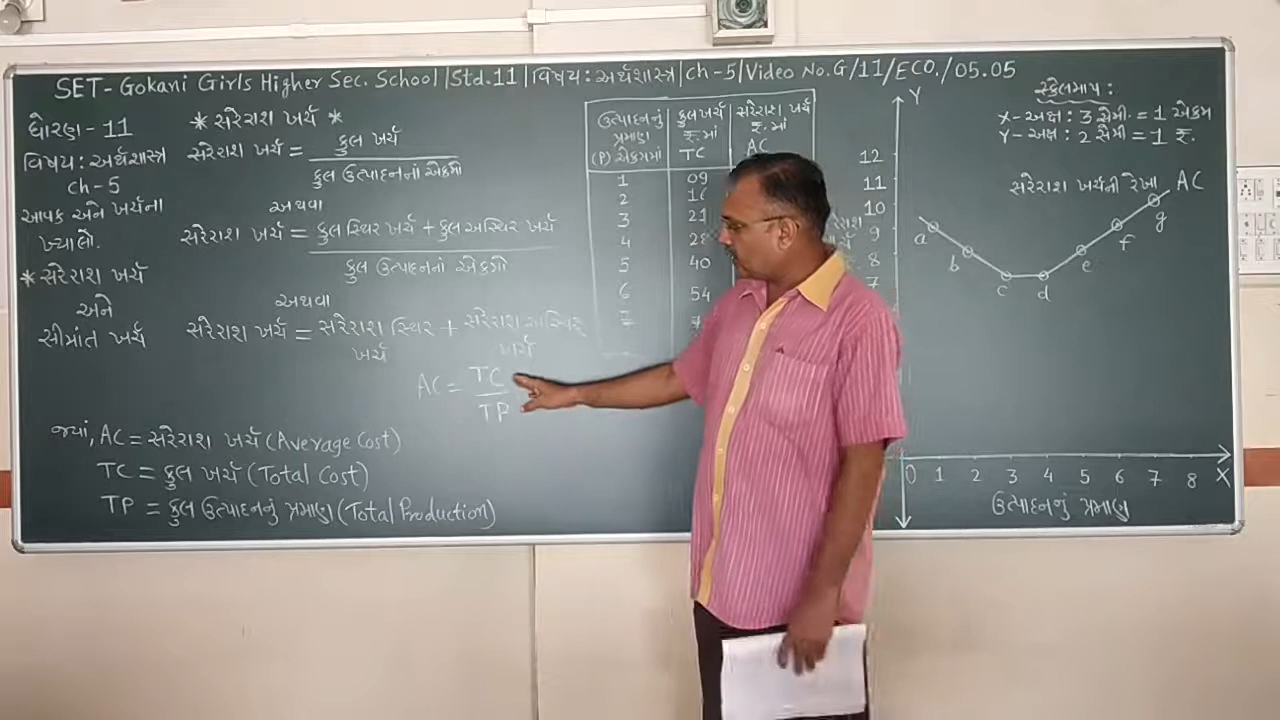 SET- Gokani Girls Higher Sec. School | Std.11 | વિષય: અર્થશાસ્ત્ર | ch-5 | Video No. G/11/ECO./05.05
ધોરણ - 11
વિષય: અર્થશાસ્ત્ર
ch-5
આવક અને ખર્ચના
ખ્યાલો.
* સરેરાશ ખર્ચ
અને
સીમાંત ખર્ચ
* સરેરાશ ખર્ચ *
સરેરાશ ખર્ચ = કુલ ખર્ચ
કુલ ઉત્પાદનનાં એકમો
અથવા
સરેરાશ ખર્ચ = કુલ સ્થિર ખર્ચ + કુલ અસ્થિર ખર્ચ
કુલ ઉત્પાદનનાં એકમો
અથવા
સરેરાશ ખર્ચ = સરેરાશ સ્થિર + સરેરાશ અસ્થિર
ખર્ચ ખર્ચ
AC = TC
TP
જ્યાં, AC = સરેરાશ ખર્ચ (Average Cost)
TC = કુલ ખર્ચ (Total Cost)
TP = કુલ ઉત્પાદનનું પ્રમાણ (Total Production)
ઉત્પાદનનું કુલ ખર્ચ સરેરાશ ખર્ચ
પ્રમાણ રૂ.માં રૂ.માં
(P) એકમમાં TC AC
1 09
2 16
3 21
4 28
5 40
6 54
7
સ્કેલમાપ:
X-અક્ષ: 3 સેમી. = 1 એકમ
Y-અક્ષ: 2 સેમી = 1 રૂ.
Y
12
11
10
9
8
7
સરેરાશ ખર્ચની રેખા AC
a b c d e f g
0 1 2 3 4 5 6 7 8 X
ઉત્પાદનનું પ્રમાણ